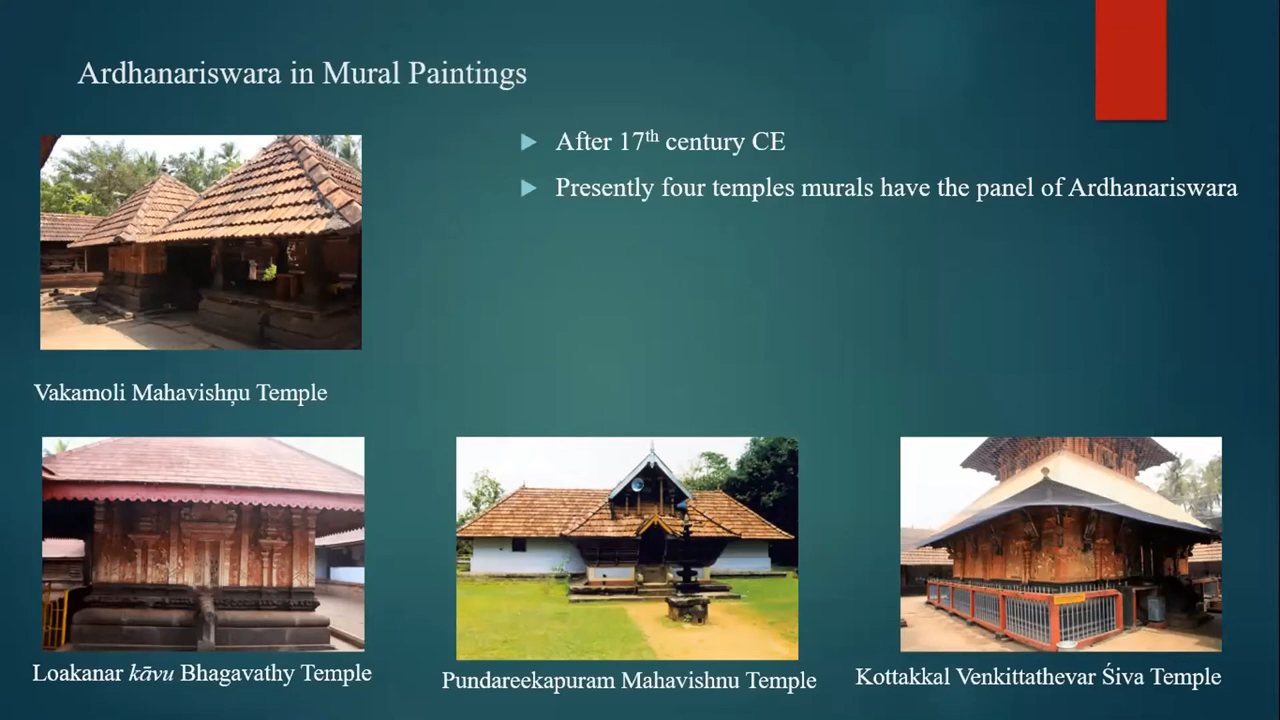 Ardhanariswara in Mural Paintings
After 17th century CE
Presently four temples murals have the panel of Ardhanariswara
Vakamoli Mahavishṇu Temple
Loakanar kāvu Bhagavathy Temple
Pundareekapuram Mahavishnu Temple
Kottakkal Venkittathevar Śiva Temple